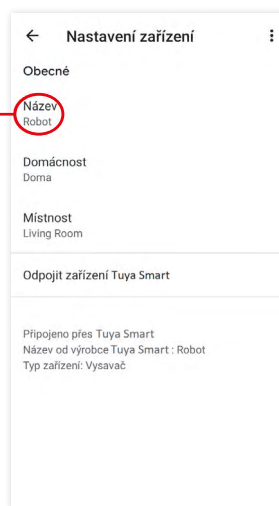 Nastavení zařízení
Obecné
Název
Robot
Domácnost
Doma
Místnost
Living Room
Odpojit zařízení Tuya Smart
Připojeno přes Tuya Smart
Název od výrobce Tuya Smart : Robot
Typ zařízení: Vysavač